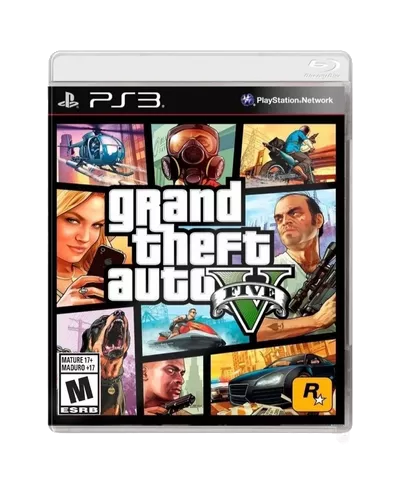 PS3
PlayStation®Network
grand
theft
auto
V
FIVE
MATURE 17+
MADURO +17
M
ESRB
R★